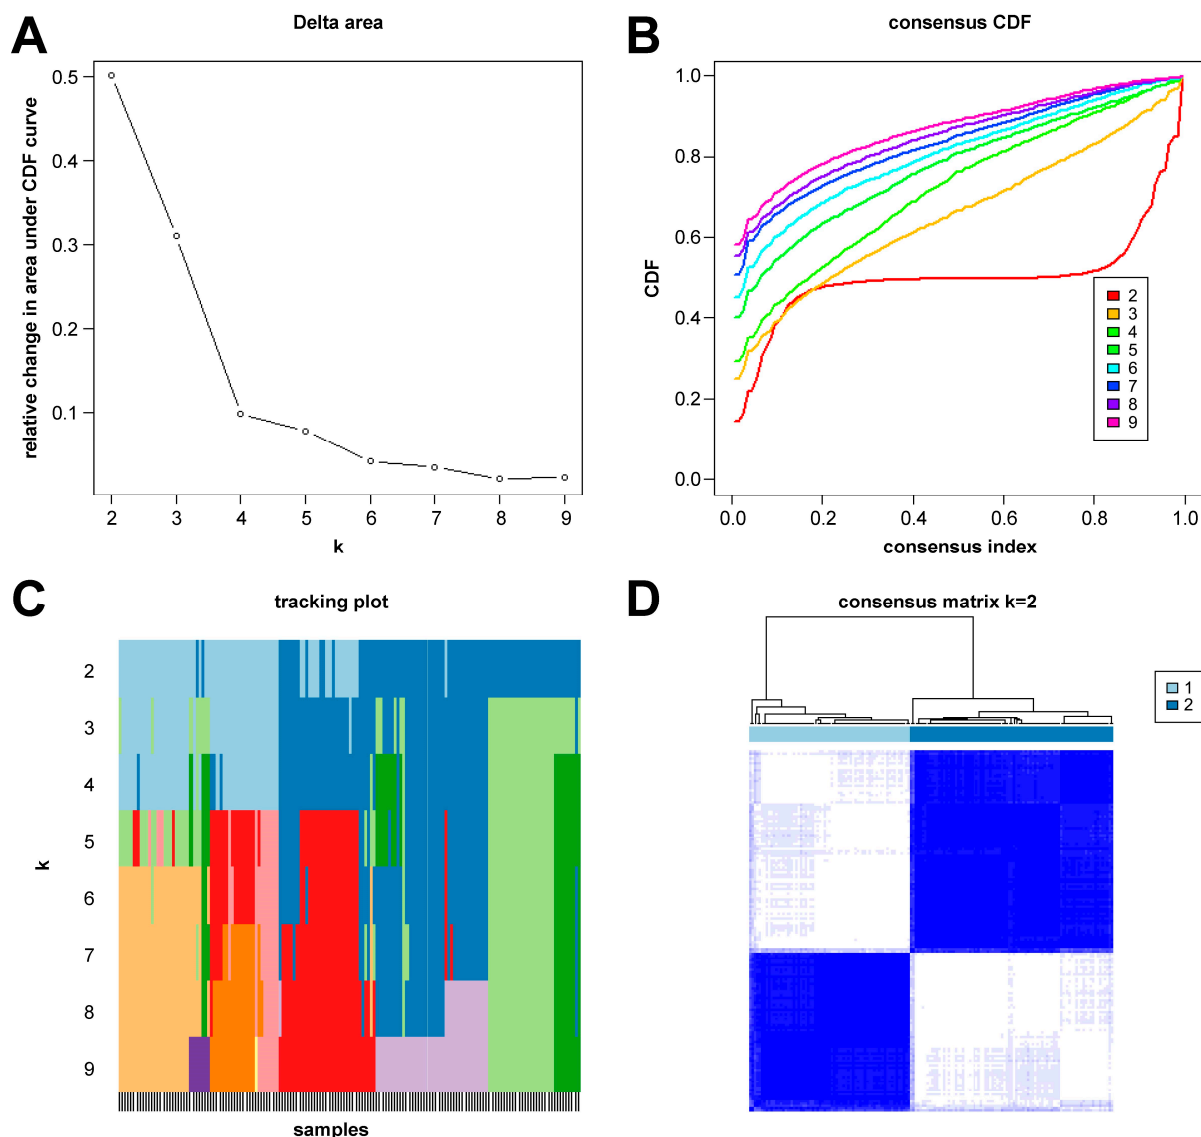 A
Delta area
relative change in area under CDF curve
0.5
0.4
0.3
0.2
0.1
2 3 4 5 6 7 8 9
k
B
consensus CDF
CDF
1.0
0.8
0.6
0.4
0.2
0.0
2
3
4
5
6
7
8
9
0.0 0.2 0.4 0.6 0.8 1.0
consensus index
C
tracking plot
k
2
3
4
5
6
7
8
9
samples
D
consensus matrix k=2
1
2